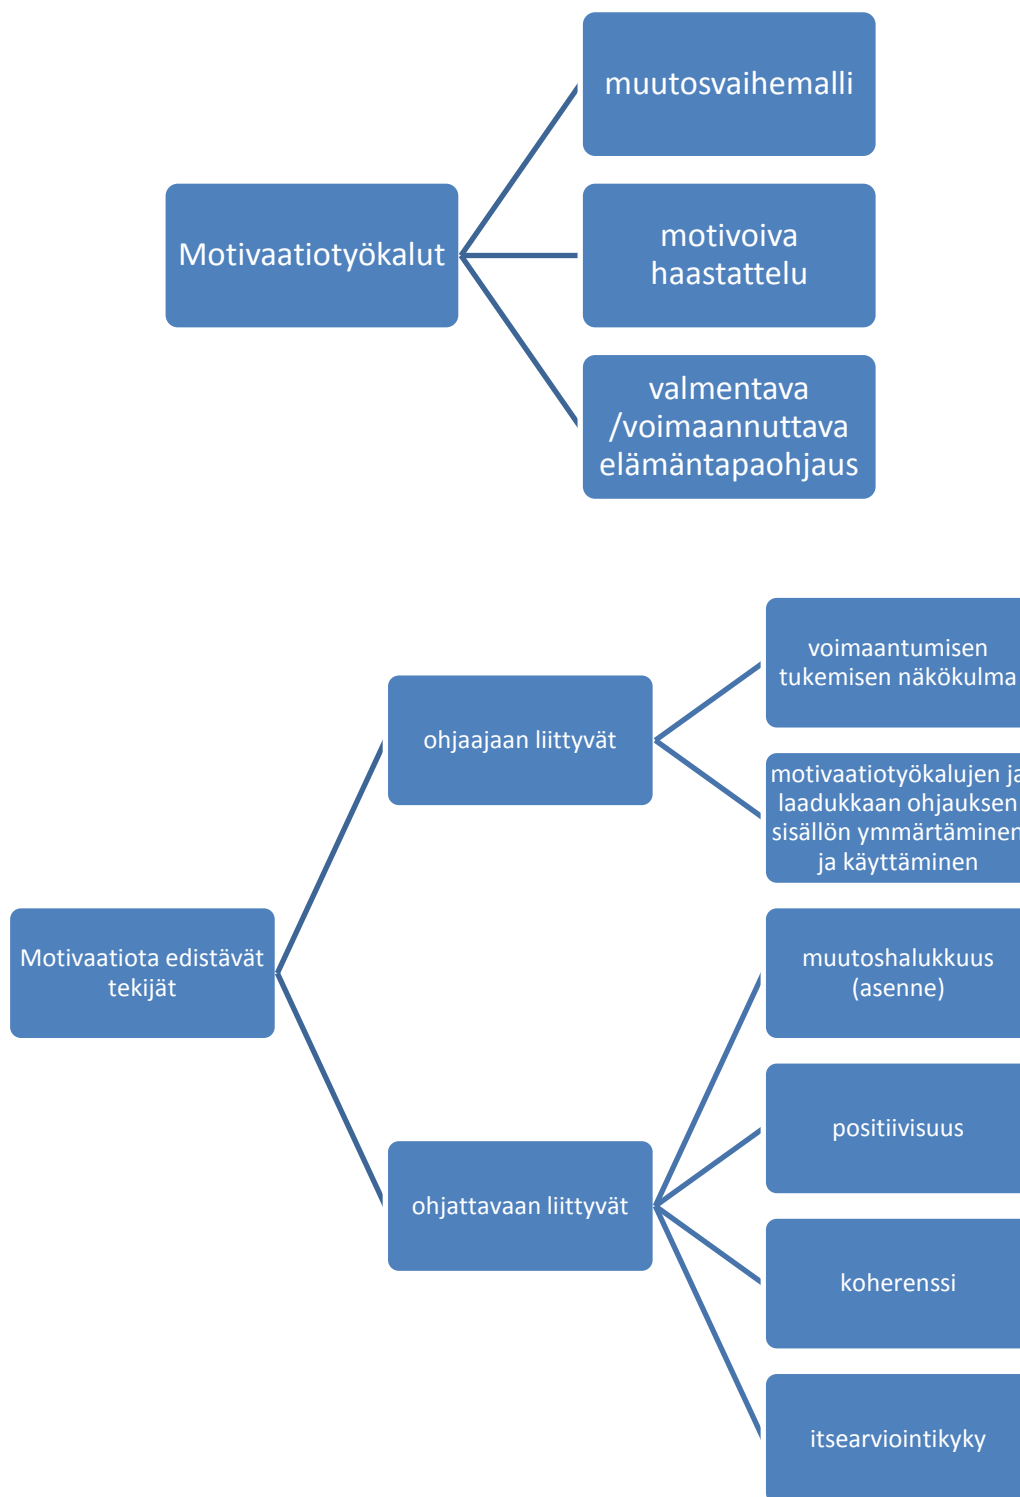 muutosvaihemalli
Motivaatiotyökalut
motivoiva
haastattelu
valmentava
/voimaannuttava
elämäntapaohjaus
voimaantumisen
tukemisen näkökulma
ohjaajaan liittyvät
motivaatiotyökalujen ja
laadukkaan ohjauksen
sisällön ymmärtäminen
ja käyttäminen
Motivaatiota edistävät
tekijät
muutoshalukkuus
(asenne)
positiivisuus
ohjattavaan liittyvät
koherenssi
itsearviointikyky